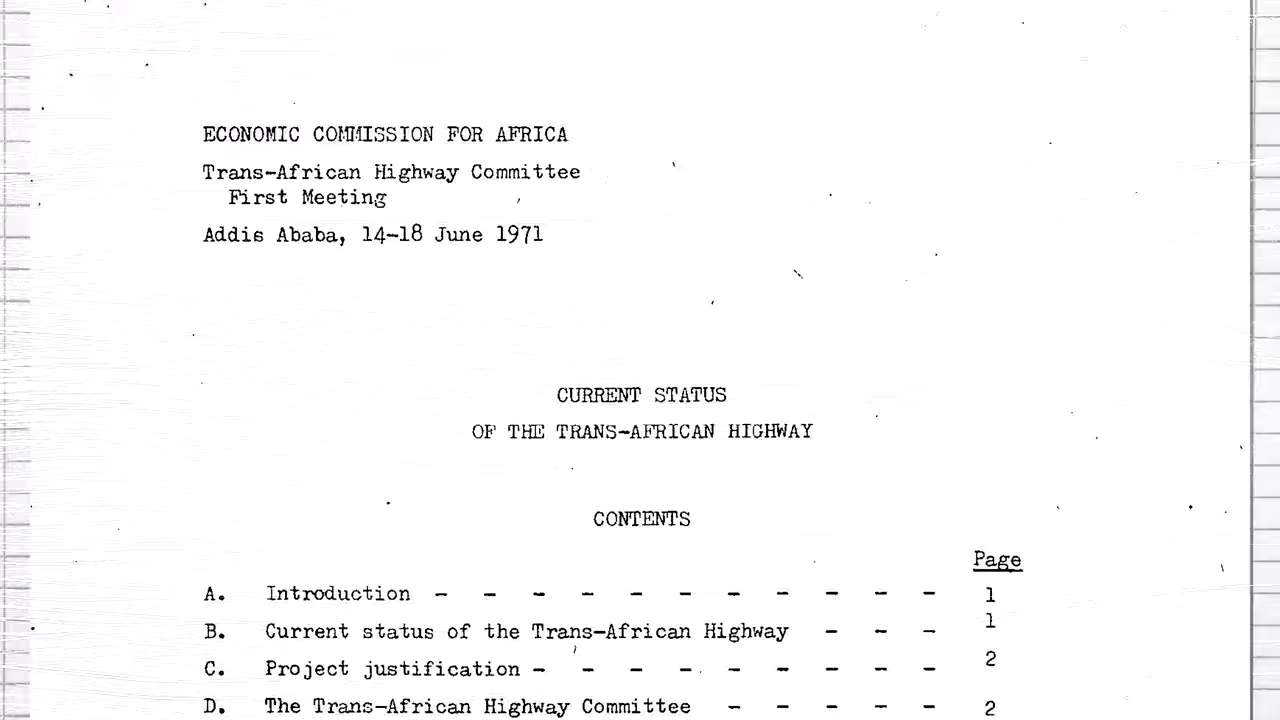 ECONOMIC COMMISSION FOR AFRICA
Trans-African Highway Committee
First Meeting
Addis Ababa, 14-18 June 1971
CURRENT STATUS
OF THE TRANS-AFRICAN HIGHWAY
CONTENTS
Page
A. Introduction - - - - - - - - - - - 1
B. Current status of the Trans-African Highway - - - 1
C. Project justification - - - - - - - - - 2
D. The Trans-African Highway Committee - - - - - 2